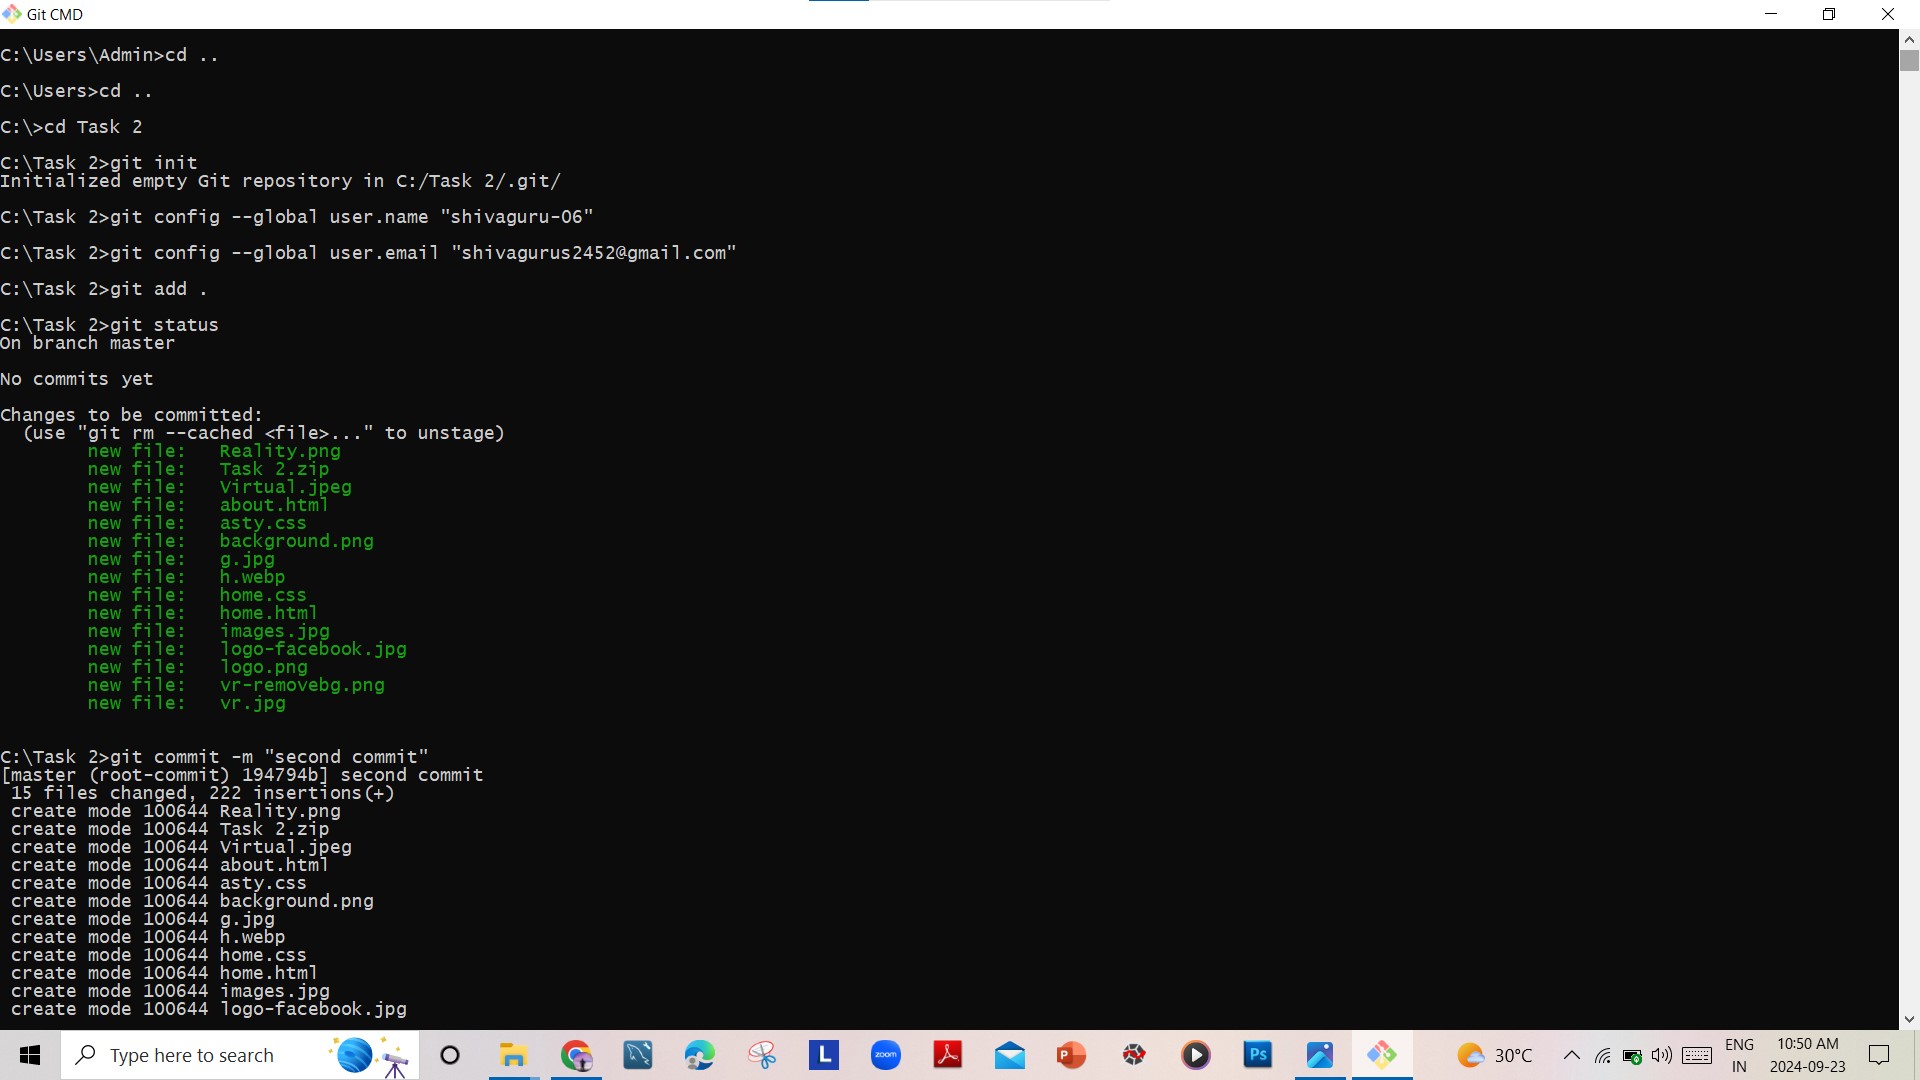 Git CMD
C:\Users\Admin>cd ..
C:\Users>cd ..
C:\>cd Task 2
C:\Task 2>git init
Initialized empty Git repository in C:/Task 2/.git/
C:\Task 2>git config --global user.name "shivaguru-06"
C:\Task 2>git config --global user.email "shivagurus2452@gmail.com"
C:\Task 2>git add .
C:\Task 2>git status
On branch master
No commits yet
Changes to be committed:
  (use "git rm --cached <file>..." to unstage)
        new file:   Reality.png
        new file:   Task 2.zip
        new file:   Virtual.jpeg
        new file:   about.html
        new file:   asty.css
        new file:   background.png
        new file:   g.jpg
        new file:   h.webp
        new file:   home.css
        new file:   home.html
        new file:   images.jpg
        new file:   logo-facebook.jpg
        new file:   logo.png
        new file:   vr-removebg.png
        new file:   vr.jpg
C:\Task 2>git commit -m "second commit"
[master (root-commit) 194794b] second commit
 15 files changed, 222 insertions(+)
 create mode 100644 Reality.png
 create mode 100644 Task 2.zip
 create mode 100644 Virtual.jpeg
 create mode 100644 about.html
 create mode 100644 asty.css
 create mode 100644 background.png
 create mode 100644 g.jpg
 create mode 100644 h.webp
 create mode 100644 home.css
 create mode 100644 home.html
 create mode 100644 images.jpg
 create mode 100644 logo-facebook.jpg
Type here to search
L
zoom
P
Ps
30°C
ENG
IN
10:50 AM
2024-09-23